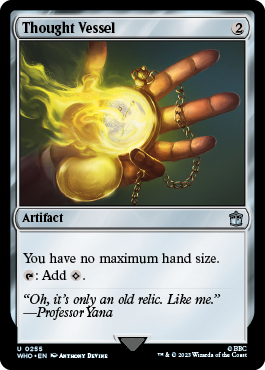 Thought Vessel 2
Artifact
You have no maximum hand size.
: Add .
"Oh, it's only an old relic. Like me."
—Professor Yana
U 0255
WHO • EN Anthony Devine
© BBC
™ & © 2023 Wizards of the Coast